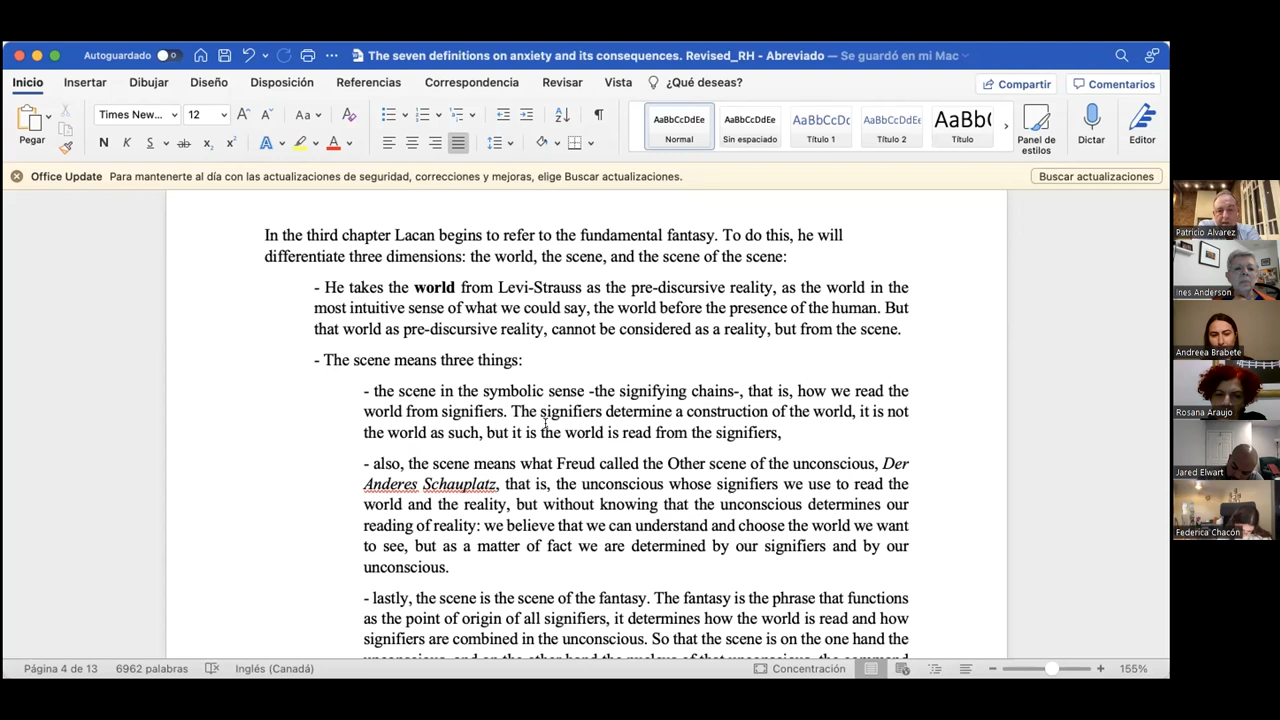 Autoguardado
The seven definitions on anxiety and its consequences. Revised_RH - Abreviado — Se guardó en mi Mac
Inicio Insertar Dibujar Diseño Disposición Referencias Correspondencia Revisar Vista ¿Qué desea?
Compartir Comentarios
Pegar
Times New... 12
N K S ab x₂ x²
AaBbCcDdEe AaBbCcDdEe AaBbCcDc AaBbCcDdEe AaBb(
Normal Sin espaciado Título 1 Título 2 Título
Panel de estilos
Dictar
Editor
Office Update Para mantenerte al día con las actualizaciones de seguridad, correcciones y mejoras, elige Buscar actualizaciones.
Buscar actualizaciones
In the third chapter Lacan begins to refer to the fundamental fantasy. To do this, he will
differentiate three dimensions: the world, the scene, and the scene of the scene:
- He takes the world from Levi-Strauss as the pre-discursive reality, as the world in the
most intuitive sense of what we could say, the world before the presence of the human. But
that world as pre-discursive reality, cannot be considered as a reality, but from the scene.
- The scene means three things:
- the scene in the symbolic sense -the signifying chains-, that is, how we read the
world from signifiers. The signifiers determine a construction of the world, it is not
the world as such, but it is the world is read from the signifiers,
- also, the scene means what Freud called the Other scene of the unconscious, Der
Anderes Schauplatz, that is, the unconscious whose signifiers we use to read the
world and the reality, but without knowing that the unconscious determines our
reading of reality: we believe that we can understand and choose the world we want
to see, but as a matter of fact we are determined by our signifiers and by our
unconscious.
- lastly, the scene is the scene of the fantasy. The fantasy is the phrase that functions
as the point of origin of all signifiers, it determines how the world is read and how
signifiers are combined in the unconscious. So that the scene is on the one hand the
Página 4 de 13 6962 palabras Inglés (Canadá) Concentración 155%
Patricio Alvarez
Ines Anderson
Andreea Brabete
Rosana Araujo
Jared Elwart
Federica Chacón